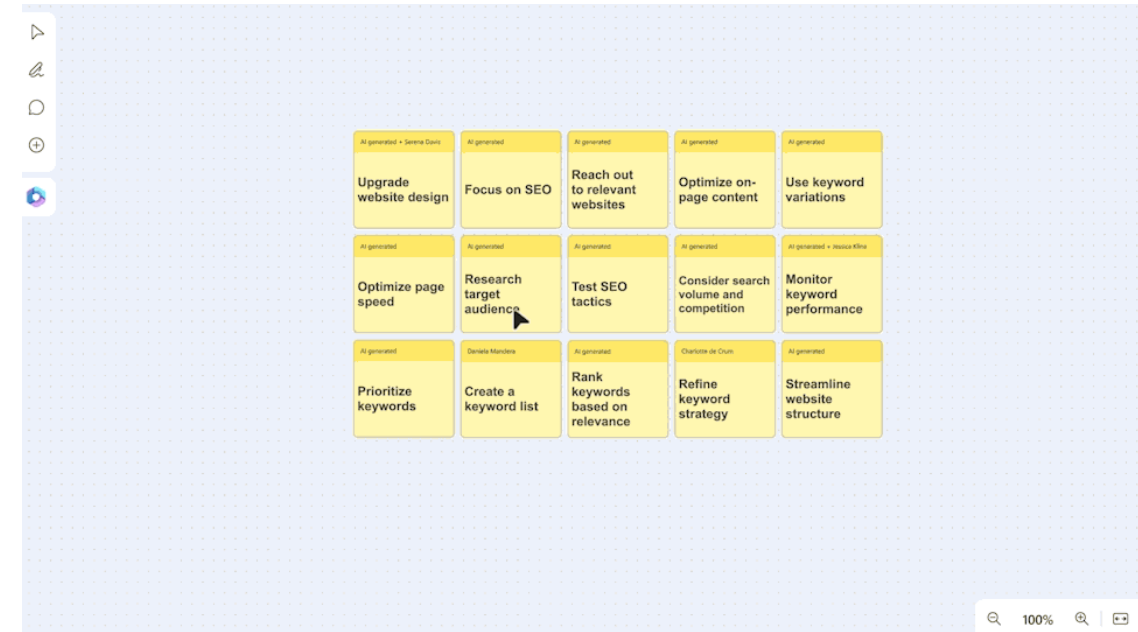 AI generated + Serena Davis
Upgrade
website design
AI generated
Focus on SEO
AI generated
Reach out
to relevant
websites
AI generated
Optimize on-
page content
AI generated
Use keyword
variations
AI generated
Optimize page
speed
AI generated
Research
target
audience
AI generated
Test SEO
tactics
AI generated
Consider search
volume and
competition
AI generated + Jessica Kline
Monitor
keyword
performance
AI generated
Prioritize
keywords
Daniela Mandera
Create a
keyword list
AI generated
Rank
keywords
based on
relevance
Charlotte de Crum
Refine
keyword
strategy
AI generated
Streamline
website
structure
100%